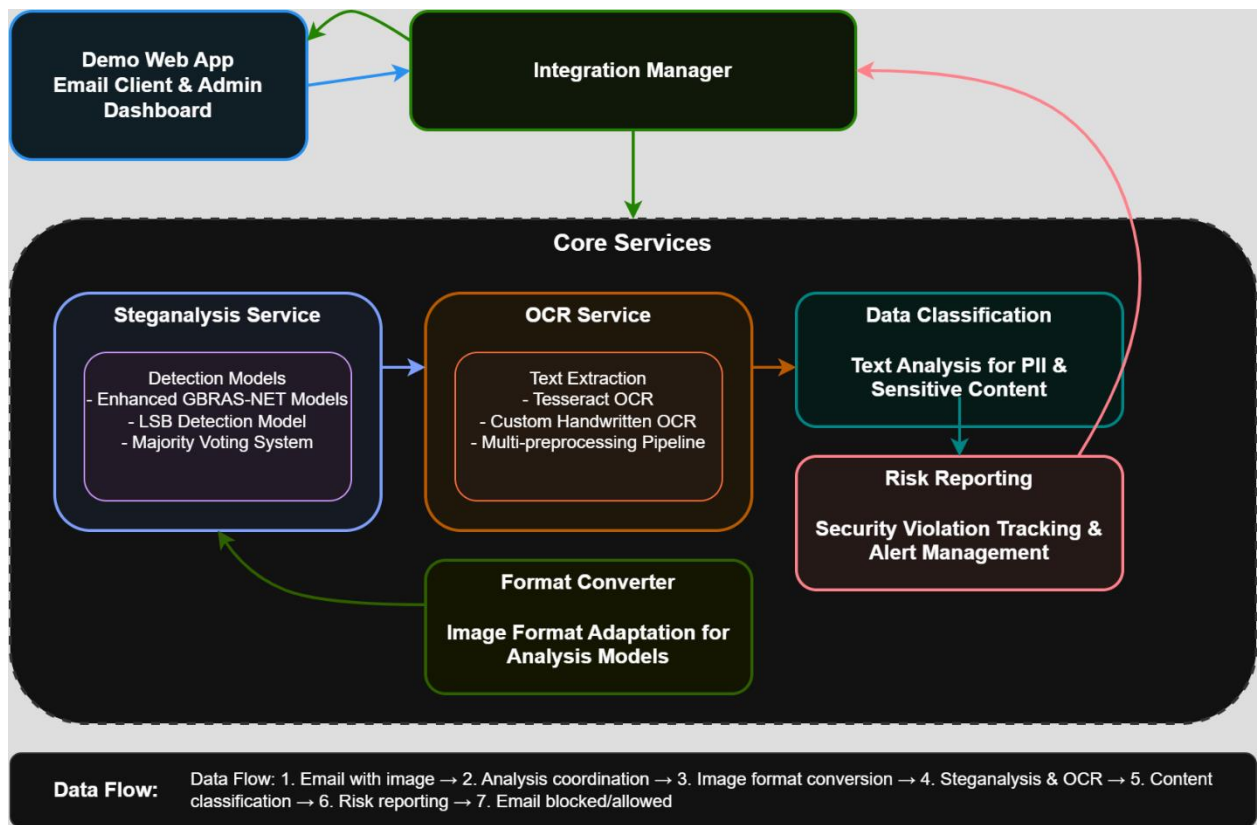 Demo Web App
Email Client & Admin
Dashboard
Integration Manager
Core Services
Steganalysis Service
Detection Models
- Enhanced GBRAS-NET Models
- LSB Detection Model
- Majority Voting System
OCR Service
Text Extraction
- Tesseract OCR
- Custom Handwritten OCR
- Multi-preprocessing Pipeline
Data Classification
Text Analysis for PII &
Sensitive Content
Risk Reporting
Security Violation Tracking &
Alert Management
Format Converter
Image Format Adaptation for
Analysis Models
Data Flow:
Data Flow: 1. Email with image → 2. Analysis coordination → 3. Image format conversion → 4. Steganalysis & OCR → 5. Content
classification → 6. Risk reporting → 7. Email blocked/allowed